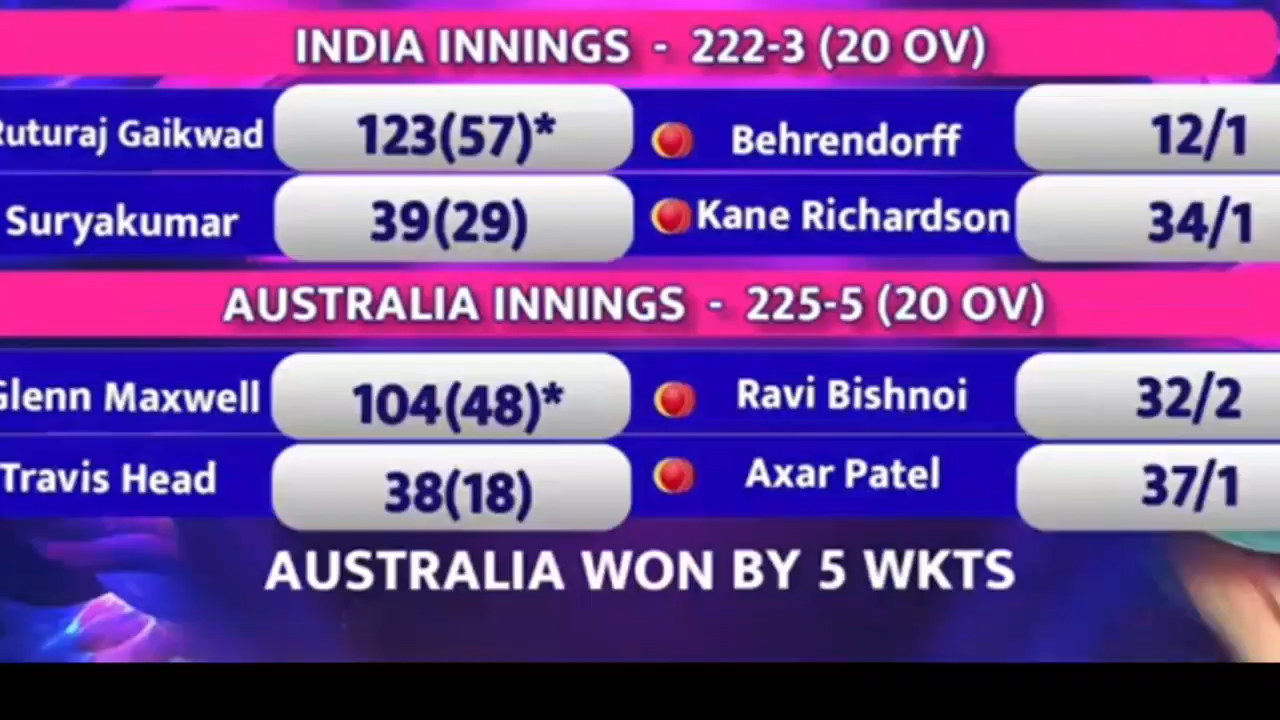 INDIA INNINGS - 222-3 (20 OV)
Ruturaj Gaikwad 123(57)* Behrendorff 12/1
Suryakumar 39(29) Kane Richardson 34/1
AUSTRALIA INNINGS - 225-5 (20 OV)
Glenn Maxwell 104(48)* Ravi Bishnoi 32/2
Travis Head 38(18) Axar Patel 37/1
AUSTRALIA WON BY 5 WKTS